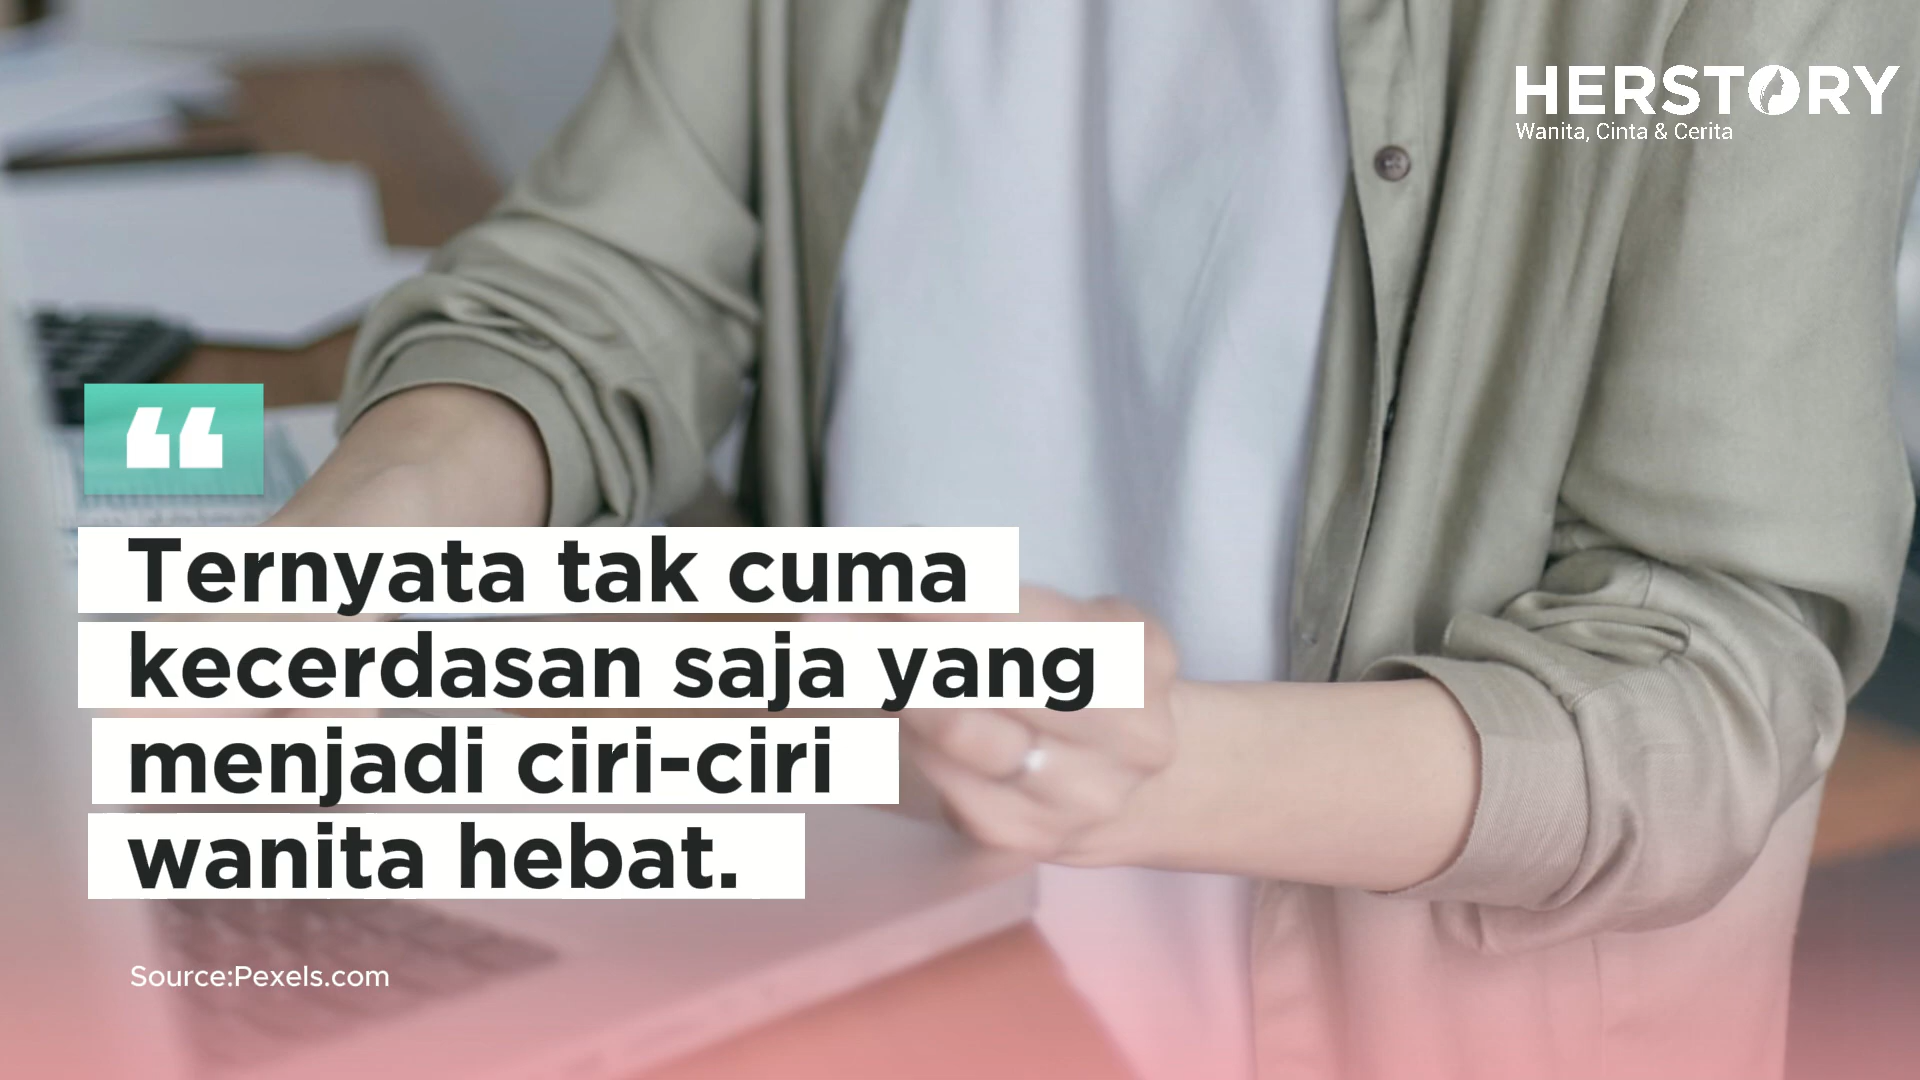 HERSTORY
Wanita, Cinta & Cerita
Ternyata tak cuma
kecerdasan saja yang
menjadi ciri-ciri
wanita hebat.
Source:Pexels.com